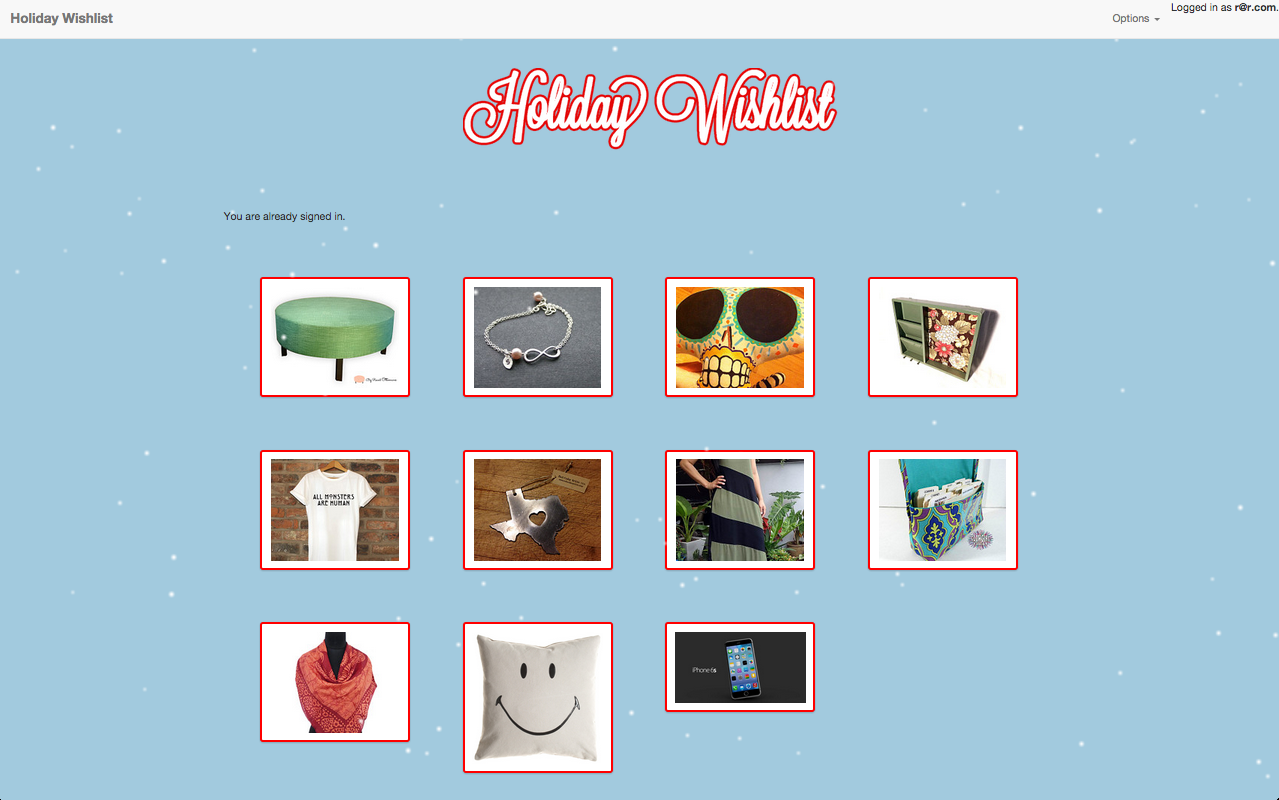 Holiday Wishlist
Options
Logged in as r@r.com.
Holiday Wishlist
You are already signed in.
ALL MONSTERS
ARE HUMAN
iPhone 6s